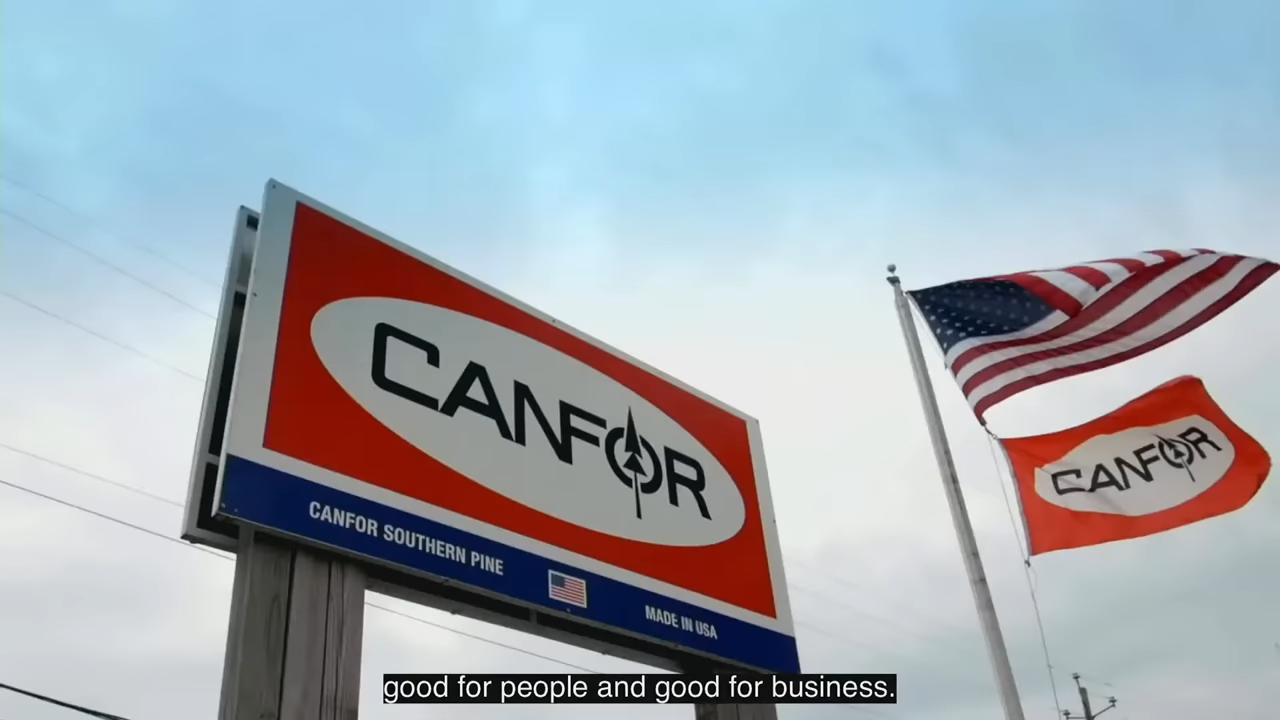 CANFOR
CANFOR SOUTHERN PINE
MADE IN USA
CANFOR
good for people and good for business.